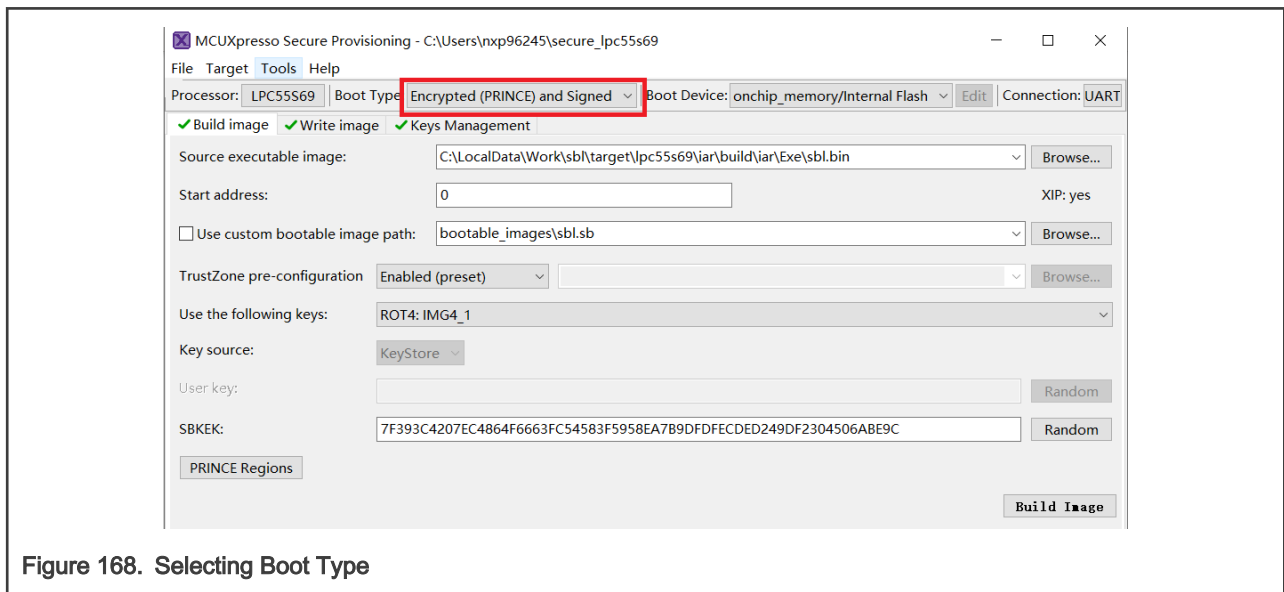 MCUXpresso Secure Provisioning - C:\Users\nxp96245\secure_lpc55s69
File Target Tools Help
Processor: LPC55S69 Boot Type Encrypted (PRINCE) and Signed Boot Device: onchip_memory/Internal Flash Edit Connection: UART
Build image Write image Keys Management
Source executable image: C:\LocalData\Work\sbl\target\lpc55s69\iar\build\iar\Exe\sbl.bin Browse...
Start address: 0 XIP: yes
Use custom bootable image path: bootable_images\sbl.sb Browse...
TrustZone pre-configuration Enabled (preset) Browse...
Use the following keys: ROT4: IMG4_1
Key source: KeyStore
User key: Random
SBKEK: 7F393C4207EC4864F6663FC54583F5958EA7B9DFDFECDED249DF2304506ABE9C Random
PRINCE Regions
Build Image
Figure 168. Selecting Boot Type